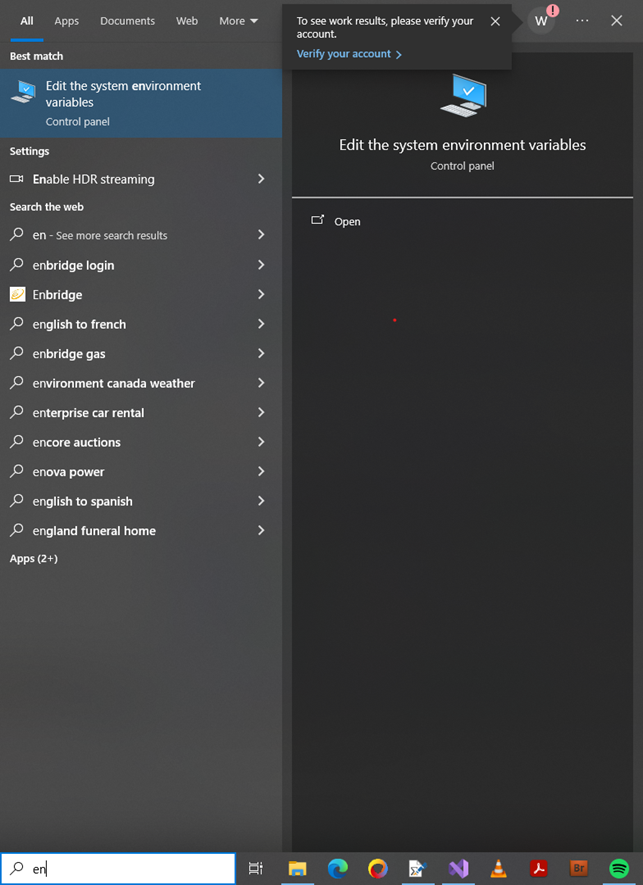 All Apps Documents Web More
To see work results, please verify your
account.
Verify your account
W
!
Best match
Edit the system environment
variables
Control panel
Settings
Enable HDR streaming
Search the web
en - See more search results
enbridge login
Enbridge
english to french
enbridge gas
environment canada weather
enterprise car rental
encore auctions
enova power
english to spanish
england funeral home
Apps (2+)
Edit the system environment variables
Control panel
Open
en
Br